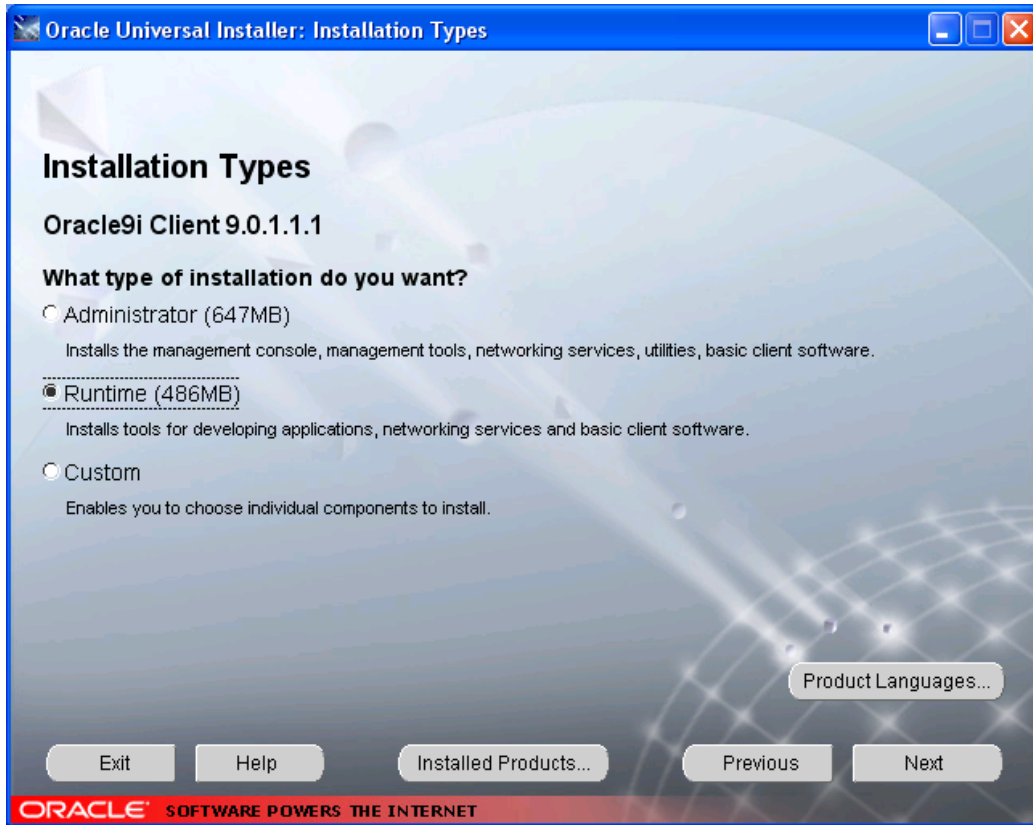 Oracle Universal Installer: Installation Types
Installation Types
Oracle9i Client 9.0.1.1.1
What type of installation do you want?
Administrator (647MB)
Installs the management console, management tools, networking services, utilities, basic client software.
Runtime (486MB)
Installs tools for developing applications, networking services and basic client software.
Custom
Enables you to choose individual components to install.
Product Languages...
Exit Help Installed Products... Previous Next
ORACLE SOFTWARE POWERS THE INTERNET